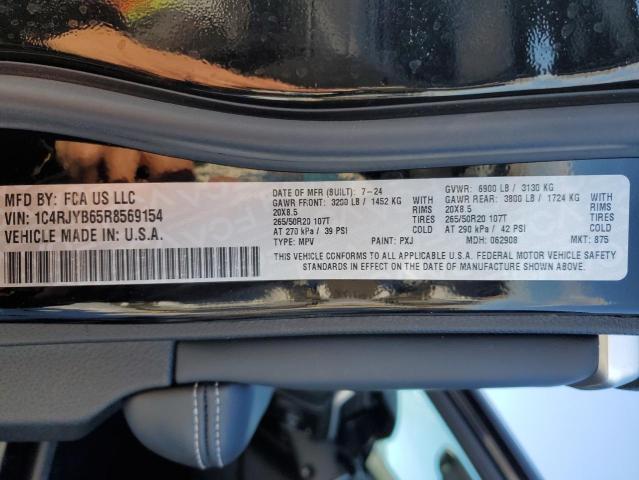 MFD BY: FCA US LLC
VIN: 1C4RJYB65R8569154
VEHICLE MADE IN: U.S.A.
DATE OF MFR (BUILT): 7-24
GVWR: 6900 LB / 3130 KG
GAWR FRONT: 3200 LB / 1452 KG
GAWR REAR: 3800 LB / 1724 KG
20X8.5 RIMS 20X8.5 RIMS
265/50R20 107T TIRES 265/50R20 107T TIRES
AT 270 kPa / 39 PSI COLD AT 290 kPa / 42 PSI COLD
TYPE: MPV PAINT: PXJ MDH: 062908 MKT: 875
THIS VEHICLE CONFORMS TO ALL APPLICABLE U.S.A. FEDERAL MOTOR VEHICLE SAFETY
STANDARDS IN EFFECT ON THE DATE OF MANUFACTURE SHOWN ABOVE.